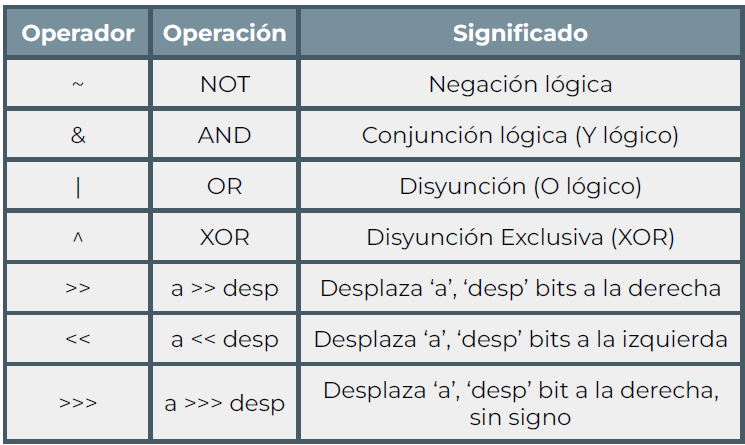 Operador Operación Significado
~ NOT Negación lógica
& AND Conjunción lógica (Y lógico)
| OR Disyunción (O lógico)
^ XOR Disyunción Exclusiva (XOR)
>> a >> desp Desplaza ‘a’, ‘desp’ bits a la derecha
<< a << desp Desplaza ‘a’, ‘desp’ bits a la izquierda
>>> a >>> desp Desplaza ‘a’, ‘desp’ bit a la derecha,
sin signo